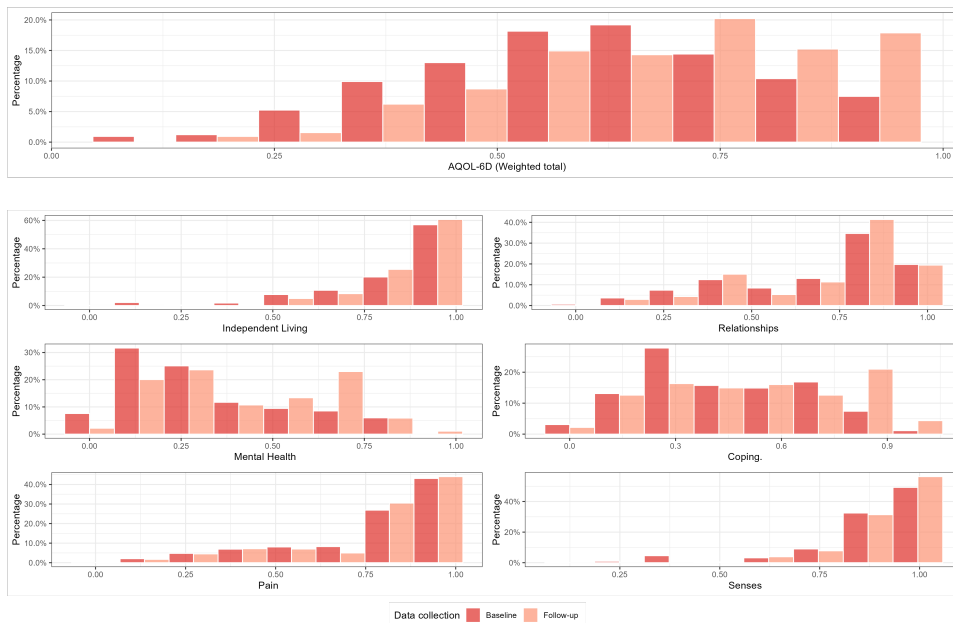 Percentage
20.0%
15.0%
10.0%
5.0%
0.0%
0.00 0.25 0.50 0.75 1.00
AQOL-6D (Weighted total)
Percentage
60%
40%
20%
0%
0.00 0.25 0.50 0.75 1.00
Independent Living
Percentage
40.0%
30.0%
20.0%
10.0%
0.0%
0.00 0.25 0.50 0.75 1.00
Relationships
Percentage
30%
20%
10%
0%
0.00 0.25 0.50 0.75 1.00
Mental Health
Percentage
20%
10%
0%
0.0 0.3 0.6 0.9
Coping.
Percentage
40.0%
30.0%
20.0%
10.0%
0.0%
0.00 0.25 0.50 0.75 1.00
Pain
Percentage
40%
20%
0%
0.25 0.50 0.75 1.00
Senses
Data collection Baseline Follow-up